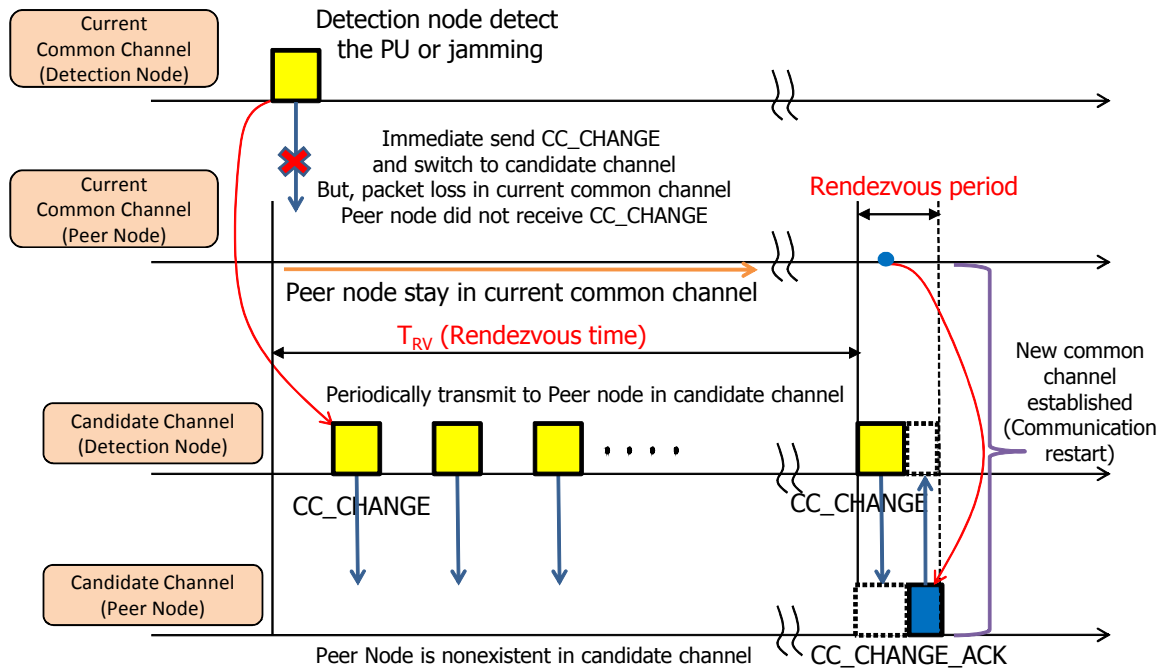 Current
Common Channel
(Detection Node)
Detection node detect
the PU or jamming
Immediate send CC_CHANGE
and switch to candidate channel
But, packet loss in current common channel
Peer node did not receive CC_CHANGE
Current
Common Channel
(Peer Node)
Rendezvous period
Peer node stay in current common channel
TRV (Rendezvous time)
New common
channel
established
(Communication
restart)
Periodically transmit to Peer node in candidate channel
Candidate Channel
(Detection Node)
CC_CHANGE
CC_CHANGE
Candidate Channel
(Peer Node)
Peer Node is nonexistent in candidate channel
CC_CHANGE_ACK